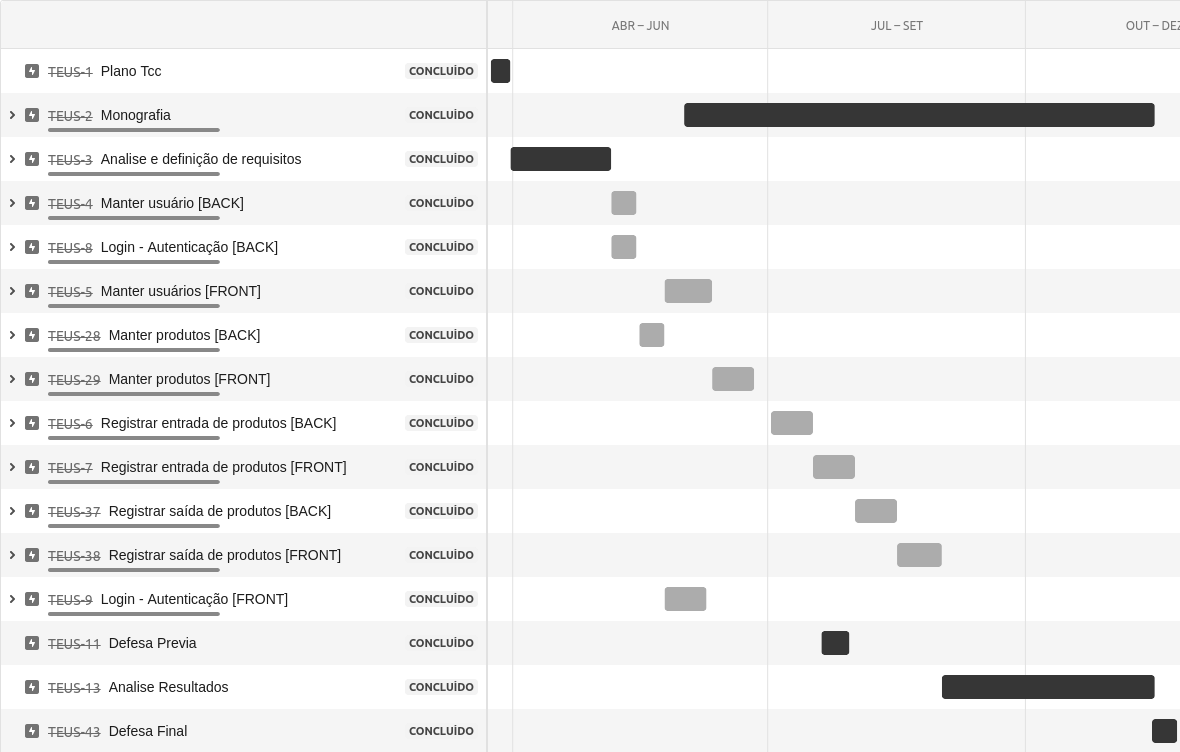 ABR – JUN JUL – SET OUT – DEZ
TEUS-1 Plano Tcc CONCLUÍDO
TEUS-2 Monografia CONCLUÍDO
TEUS-3 Analise e definição de requisitos CONCLUÍDO
TEUS-4 Manter usuário [BACK] CONCLUÍDO
TEUS-8 Login - Autenticação [BACK] CONCLUÍDO
TEUS-5 Manter usuários [FRONT] CONCLUÍDO
TEUS-28 Manter produtos [BACK] CONCLUÍDO
TEUS-29 Manter produtos [FRONT] CONCLUÍDO
TEUS-6 Registrar entrada de produtos [BACK] CONCLUÍDO
TEUS-7 Registrar entrada de produtos [FRONT] CONCLUÍDO
TEUS-37 Registrar saída de produtos [BACK] CONCLUÍDO
TEUS-38 Registrar saída de produtos [FRONT] CONCLUÍDO
TEUS-9 Login - Autenticação [FRONT] CONCLUÍDO
TEUS-11 Defesa Previa CONCLUÍDO
TEUS-13 Analise Resultados CONCLUÍDO
TEUS-43 Defesa Final CONCLUÍDO